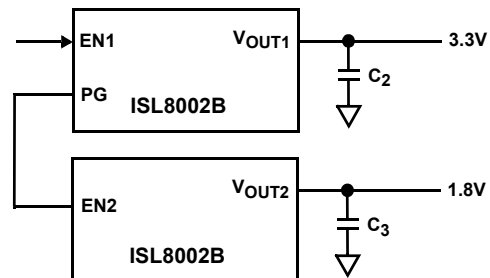 EN1 VOUT1 3.3V
PG C2
ISL8002B
EN2 VOUT2 1.8V
C3
ISL8002B